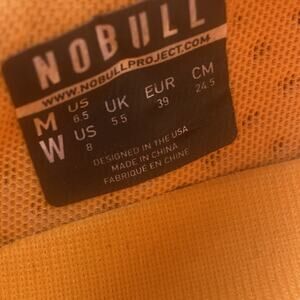 NOBULL
WWW.NOBULLPROJECT.COM
M US 6.5 UK 5.5 EUR 39 CM 24.5
W US 8
DESIGNED IN THE USA
MADE IN CHINA
FABRIQUÉ EN CHINE